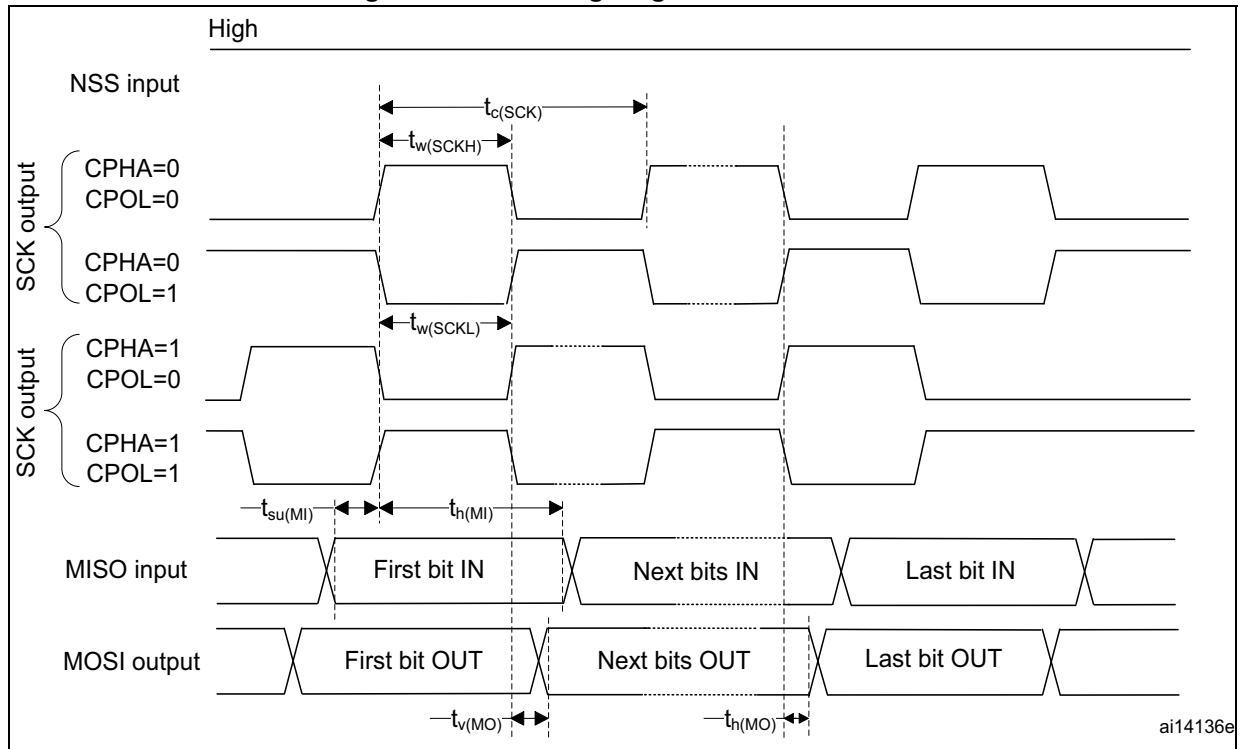 High
NSS input
tc(SCK)
tw(SCKH)
SCK output
CPHA=0
CPOL=0
CPHA=0
CPOL=1
tw(SCKL)
SCK output
CPHA=1
CPOL=0
CPHA=1
CPOL=1
tsu(MI)
th(MI)
MISO input
First bit IN
Next bits IN
Last bit IN
MOSI output
First bit OUT
Next bits OUT
Last bit OUT
tv(MO)
th(MO)
ai14136e